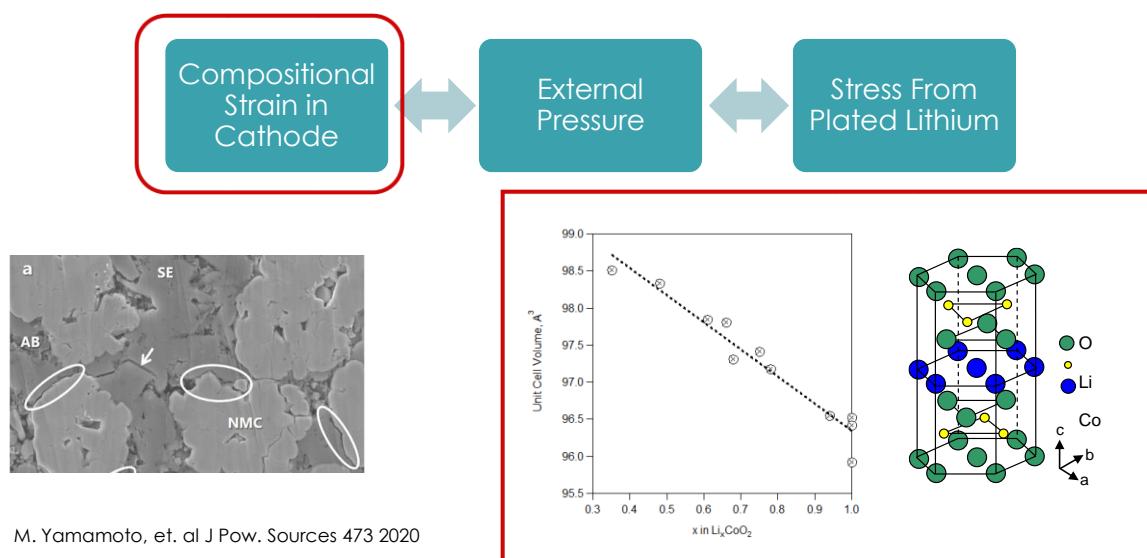 Compositional
Strain in
Cathode
External
Pressure
Stress From
Plated Lithium
a
SE
AB
NMC
M. Yamamoto, et. al J Pow. Sources 473 2020
Unit Cell Volume, A³
99.0
98.5
98.0
97.5
97.0
96.5
96.0
95.5
0.3 0.4 0.5 0.6 0.7 0.8 0.9 1.0
x in LiₓCoO₂
O
Li
Co
c
b
a